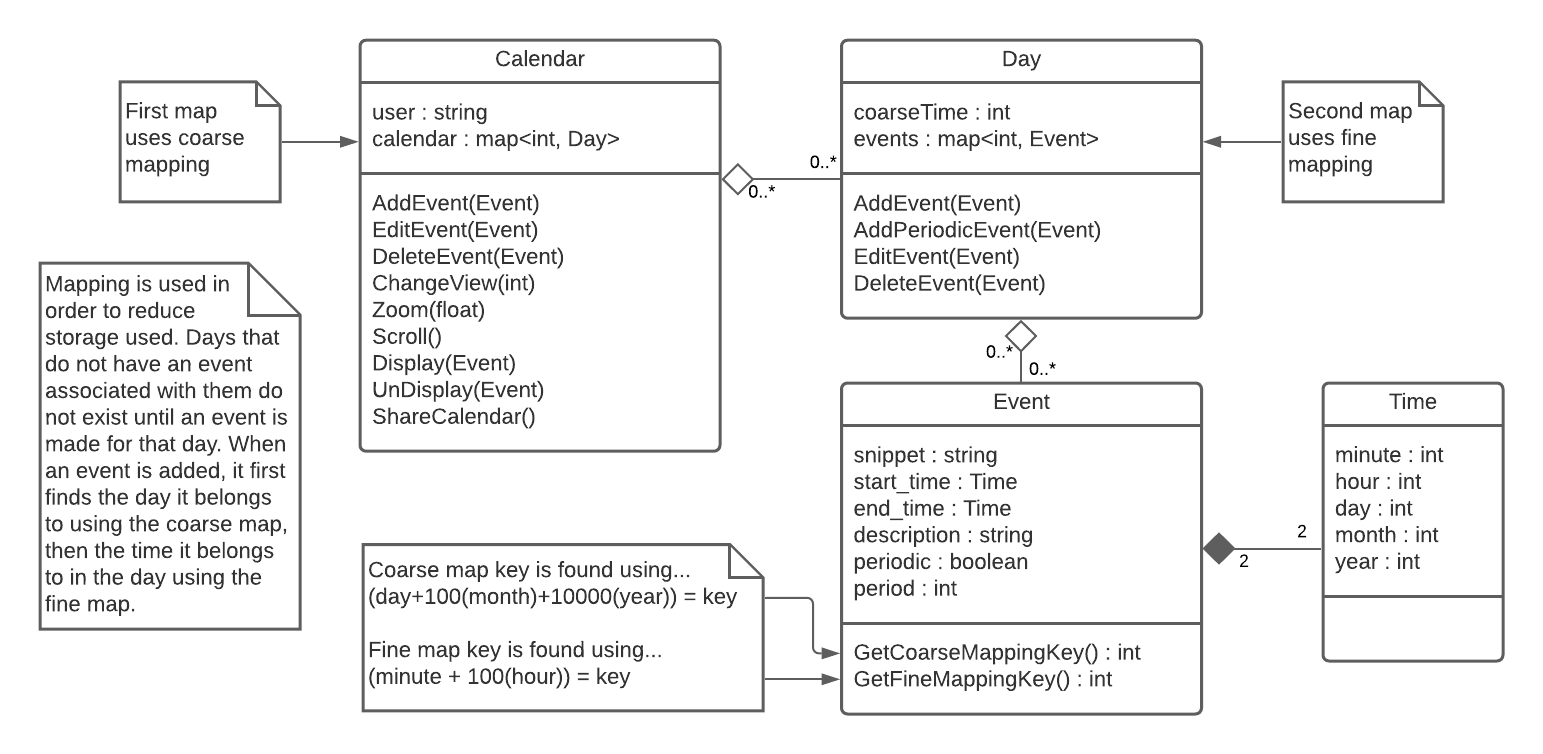 Calendar
user : string
calendar : map<int, Day>
AddEvent(Event)
EditEvent(Event)
DeleteEvent(Event)
ChangeView(int)
Zoom(float)
Scroll()
Display(Event)
UnDisplay(Event)
ShareCalendar()
First map
uses coarse
mapping
0..*
0..*
Day
coarseTime : int
events : map<int, Event>
AddEvent(Event)
AddPeriodicEvent(Event)
EditEvent(Event)
DeleteEvent(Event)
Second map
uses fine
mapping
Mapping is used in
order to reduce
storage used. Days that
do not have an event
associated with them do
not exist until an event is
made for that day. When
an event is added, it first
finds the day it belongs
to using the coarse map,
then the time it belongs
to in the day using the
fine map.
0..*
0..*
Event
snippet : string
start_time : Time
end_time : Time
description : string
periodic : boolean
period : int
GetCoarseMappingKey() : int
GetFineMappingKey() : int
2
2
Time
minute : int
hour : int
day : int
month : int
year : int
Coarse map key is found using...
(day+100(month)+10000(year)) = key
Fine map key is found using...
(minute + 100(hour)) = key